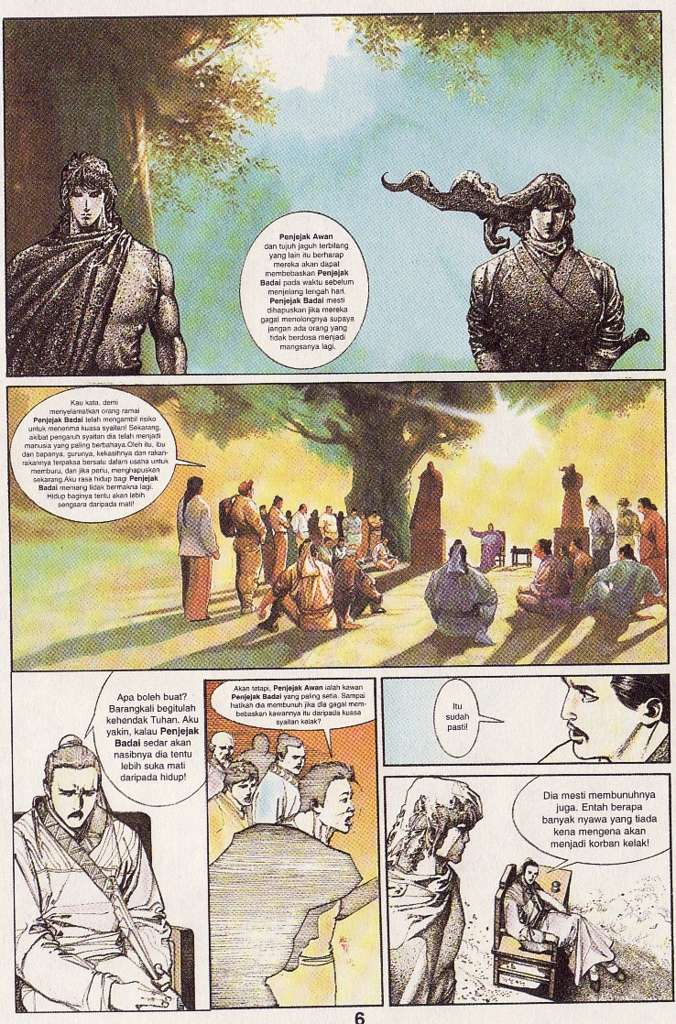 Penjejak Awan
dan tujuh jaguh terbilang
yang lain itu berharap
mereka akan dapat
membebaskan Penjejak
Badai pada waktu sebelum
menjelang tengah hari.
Penjejak Badai mesti
dihapuskan jika mereka
gagal menolongnya supaya
jangan ada orang yang
tidak berdosa menjadi
mangsanya lagi.
Kau kata, demi
menyelamatkan orang ramai
Penjejak Badai telah mengambil risiko
untuk menerima kuasa syaitan! Sekarang,
akibat pengaruh syaitan dia telah menjadi
manusia yang paling berbahaya.Oleh itu, ibu
dan bapanya, gurunya, kekasihnya dan rakan-
rakannya terpaksa bersatu dalam usaha untuk
memburu, dan jika perlu, menghapuskan
sekarang.Aku rasa hidup bagi Penjejak
Badai memang tidak bermakna lagi.
Hidup baginya tentu akan lebih
sengsara daripada mati!
Apa boleh buat?
Barangkali begitulah
kehendak Tuhan. Aku
yakin, kalau Penjejak
Badai sedar akan
nasibnya dia tentu
lebih suka mati
daripada hidup!
Akan tetapi, Penjejak Awan ialah kawan
Penjejak Badai yang paling setia. Sampai
hatikah dia membunuh jika dia gagal mem-
bebaskan kawannya itu daripada kuasa
syaitan kelak?
Itu
sudah
pasti!
Dia mesti membunuhnya
juga. Entah berapa
banyak nyawa yang tiada
kena mengena akan
menjadi korban kelak!
6